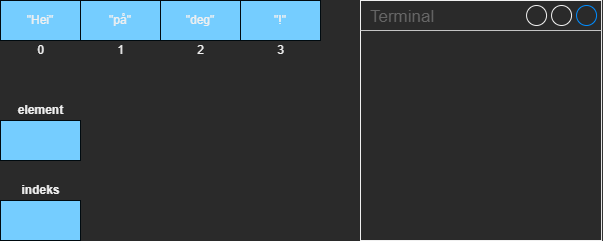 "Hei" "på" "deg" "!"
0 1 2 3
element
indeks
Terminal